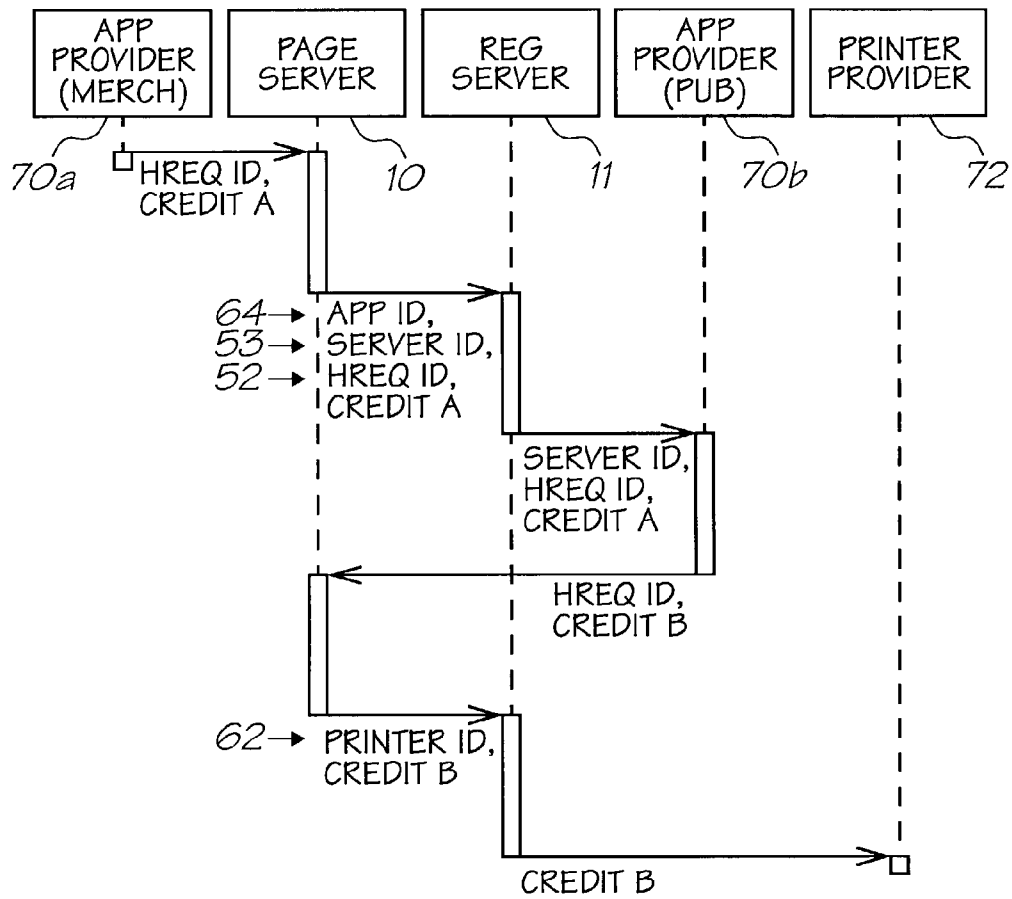 APP
PROVIDER
(MERCH)
PAGE
SERVER
REG
SERVER
APP
PROVIDER
(PUB)
PRINTER
PROVIDER
70a
10
11
70b
72
HREQ ID,
CREDIT A
64
APP ID,
53
SERVER ID,
52
HREQ ID,
CREDIT A
SERVER ID,
HREQ ID,
CREDIT A
HREQ ID,
CREDIT B
62
PRINTER ID,
CREDIT B
CREDIT B